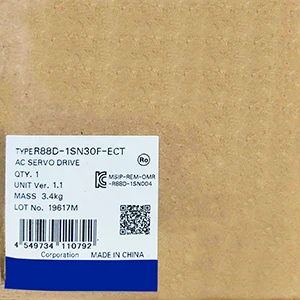 TYPE R88D-1SN30F-ECT
AC SERVO DRIVE
Ro
QTY. 1
UNIT Ver. 1.1
MASS 3.4kg
LOT No. 19617M
MSIP-REM-OMR
-R88D-1SN004
4 549734 110792
Corporation
MADE IN CHINA